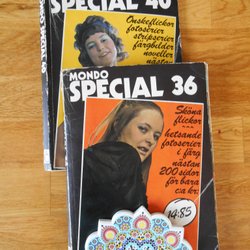 SPECIAL 40
Önskeflickor
fotoserier
stripserier
färgbilder
noveller
nästan
MONDO
SPECIAL 36
Sköna
flickor
---
hetsande
fotoserier
i färg
nästan
200 sidor
för bara
c:a kr:
14:85